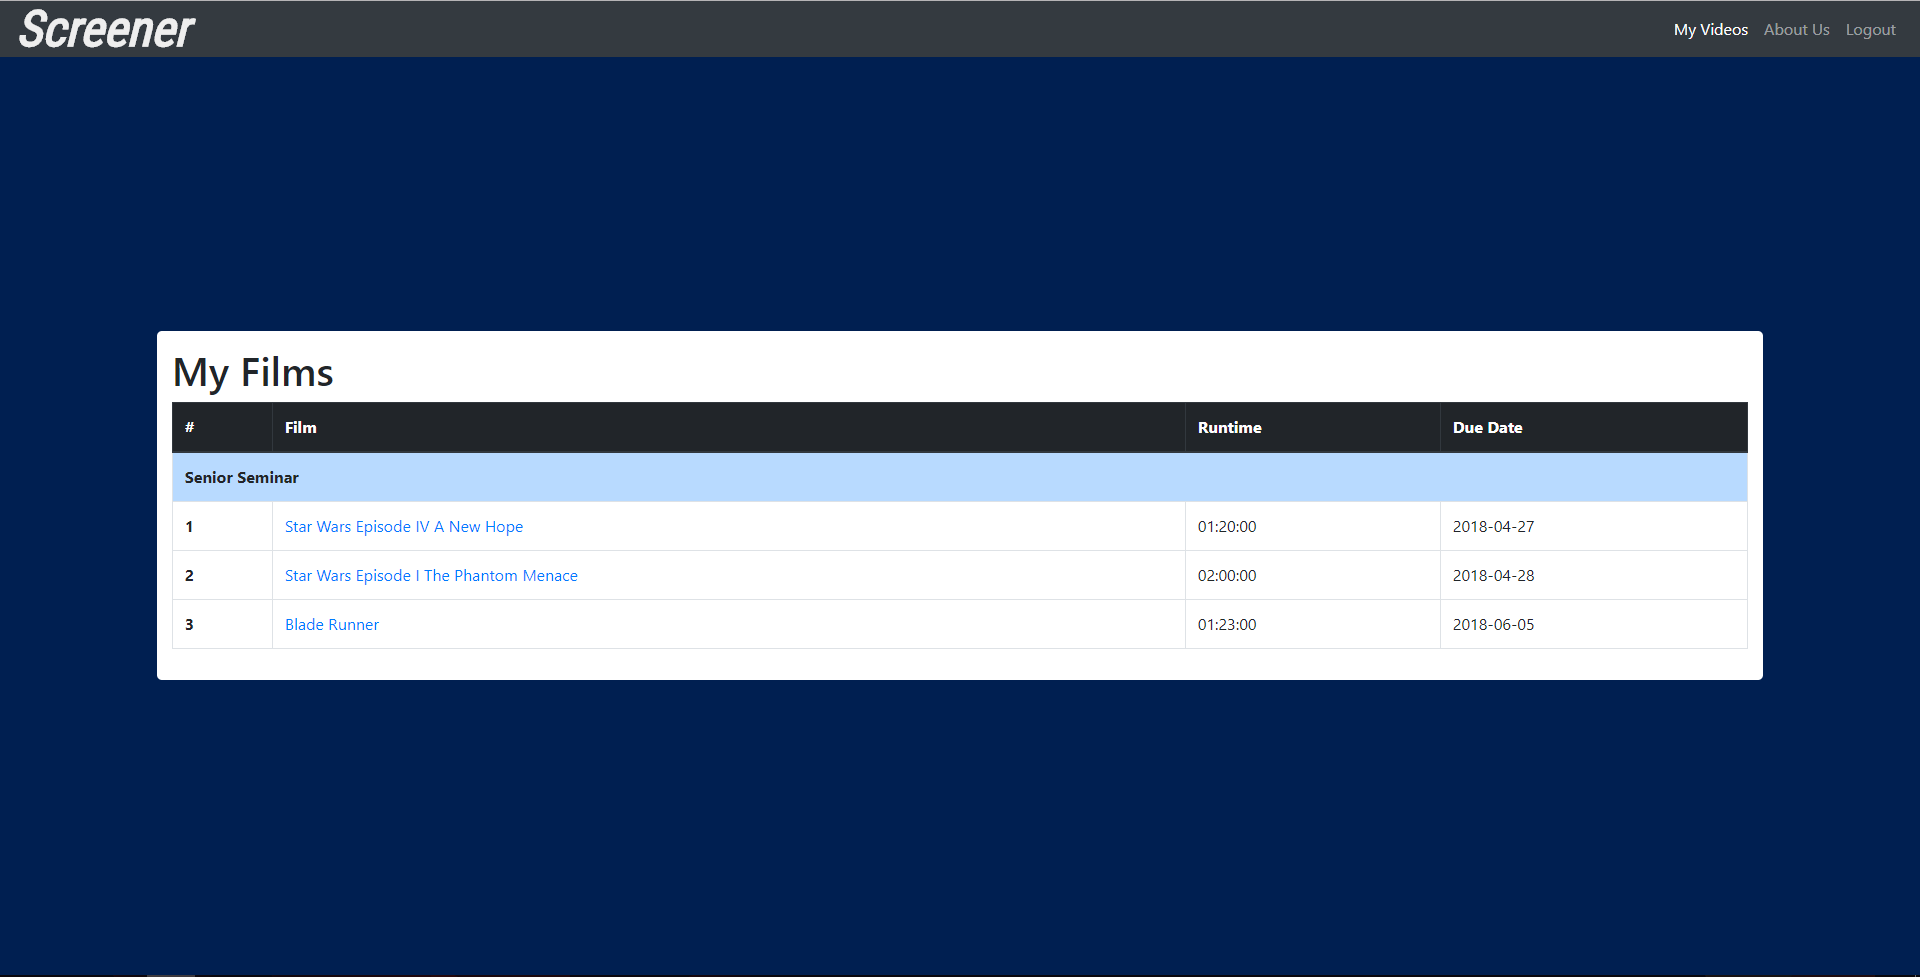 Screener
My Videos About Us Logout
My Films
# Film Runtime Due Date
Senior Seminar
1 Star Wars Episode IV A New Hope 01:20:00 2018-04-27
2 Star Wars Episode I The Phantom Menace 02:00:00 2018-04-28
3 Blade Runner 01:23:00 2018-06-05